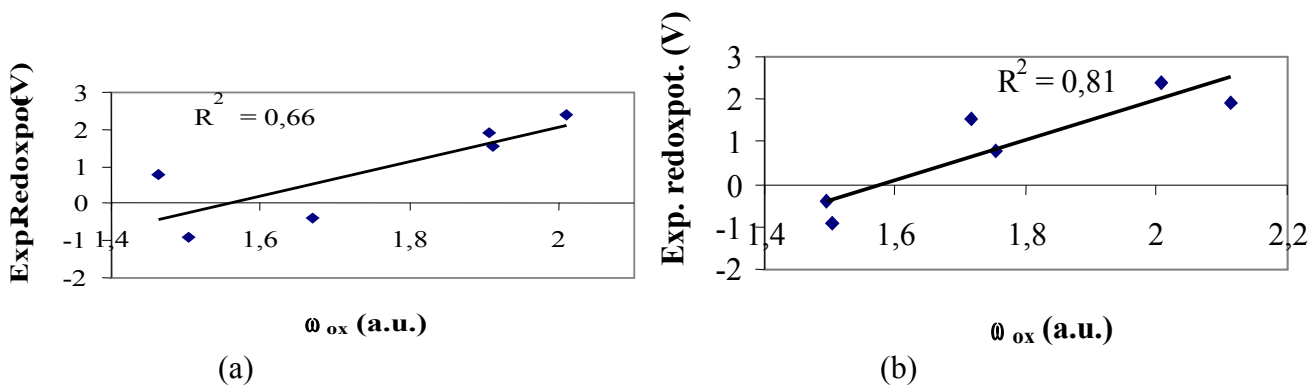 Exp.Redoxpot(V)
3
2
1
0
-1
-2
R² = 0,66
1,4
1,6
1,8
2
ω ox (a.u.)
(a)
Exp. redoxpot. (V)
3
2
1
0
-1
-2
R² = 0,81
1,4
1,6
1,8
2
2,2
ω ox (a.u.)
(b)